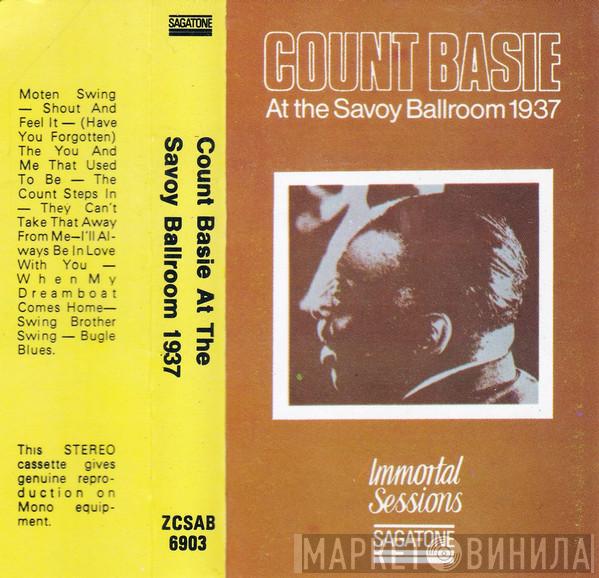 Moten Swing
— Shout And
Feel It — (Have
You Forgotten)
The You And
Me That Used
To Be — The
Count Steps In
— They Can't
Take That Away
From Me—I'll Al-
ways Be In Love
With You —
When My
Dreamboat
Comes Home—
Swing Brother
Swing — Bugle
Blues.
This STEREO
cassette gives
genuine repro-
duction on
Mono equip-
ment.
SAGATONE
Count Basie At The
Savoy Ballroom 1937
ZCSAB
6903
COUNT BASIE
At the Savoy Ballroom 1937
Immortal
Sessions
SAGATONE
МАРКЕТ ВИНИЛА